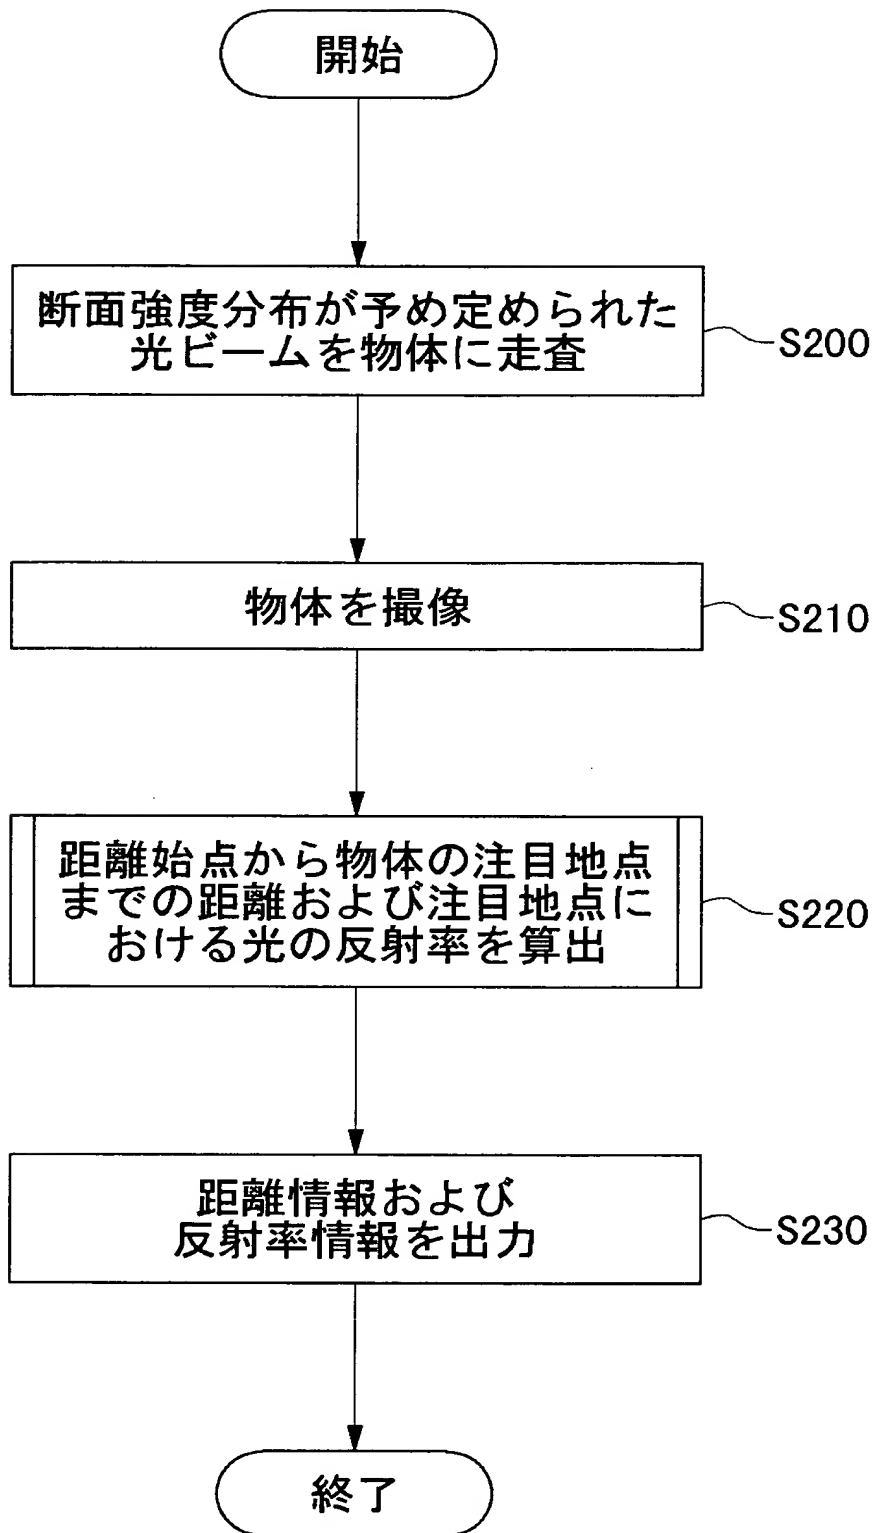 開始
断面強度分布が予め定められた
光ビームを物体に走査
S200
物体を撮像
S210
距離始点から物体の注目地点
までの距離および注目地点に
おける光の反射率を算出
S220
距離情報および
反射率情報を出力
S230
終了